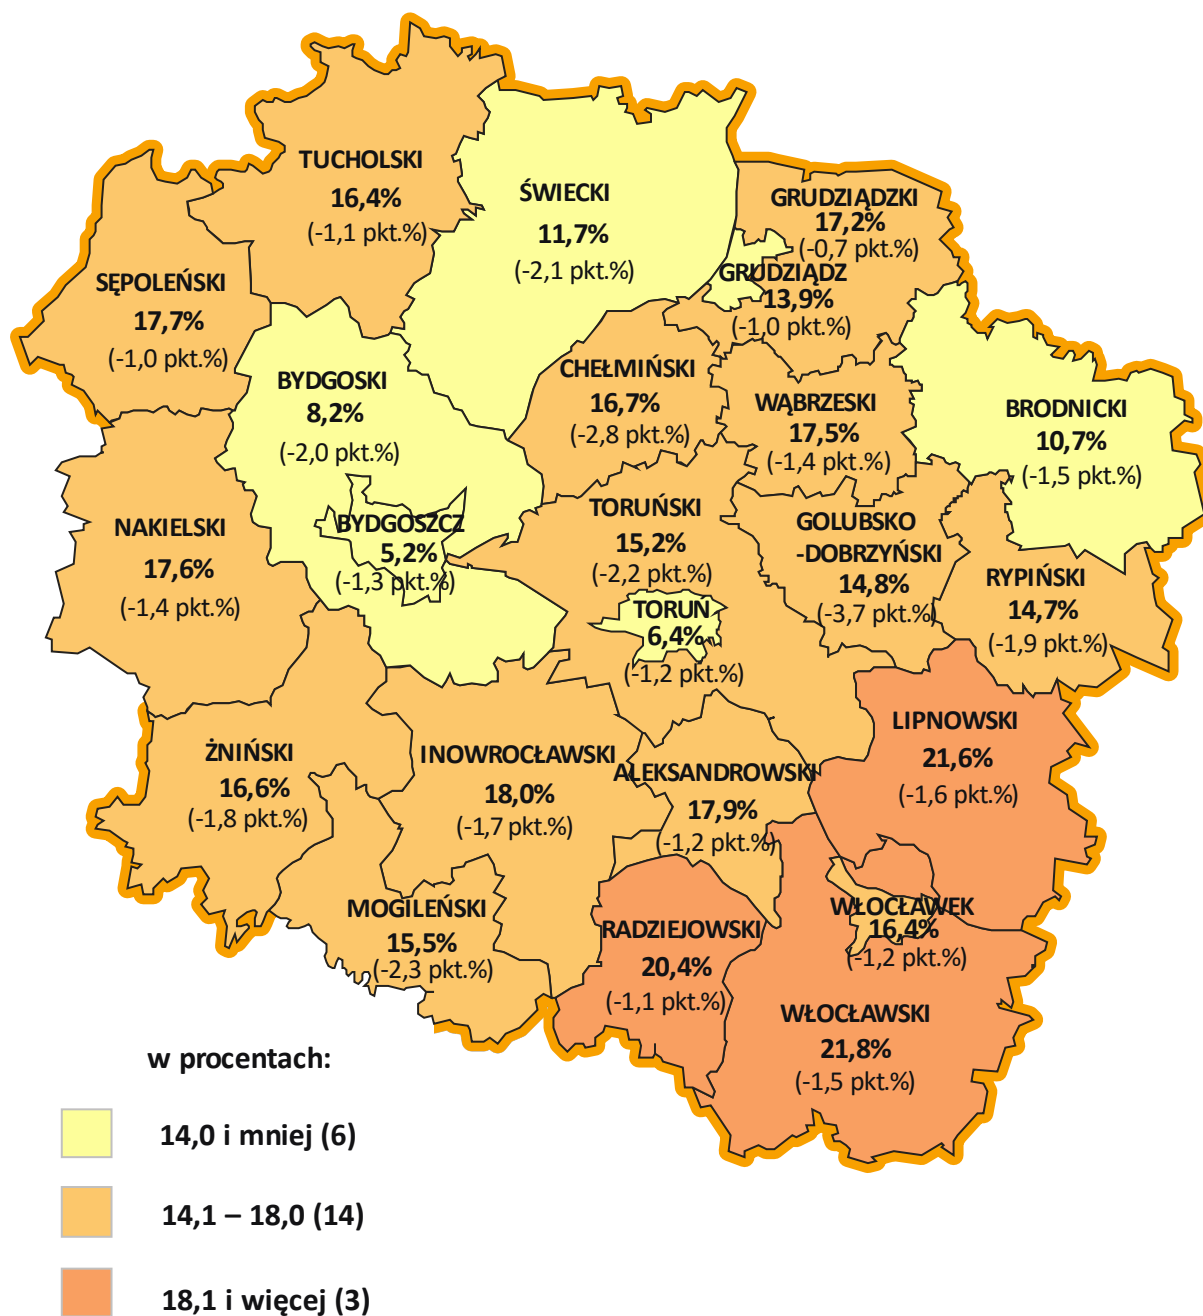 TUCHOLSKI
16,4%
(-1,1 pkt.%)
ŚWIECKI
11,7%
(-2,1 pkt.%)
GRUDZIĄDZKI
17,2%
(-0,7 pkt.%)
GRUDZIĄDZ
13,9%
(-1,0 pkt.%)
SĘPOLEŃSKI
17,7%
(-1,0 pkt.%)
BYDGOSKI
8,2%
(-2,0 pkt.%)
CHEŁMIŃSKI
16,7%
(-2,8 pkt.%)
WĄBRZESKI
17,5%
(-1,4 pkt.%)
BRODNICKI
10,7%
(-1,5 pkt.%)
NAKIELSKI
17,6%
(-1,4 pkt.%)
BYDGOSZCZ
5,2%
(-1,3 pkt.%)
TORUŃSKI
15,2%
(-2,2 pkt.%)
GOLUBSKO
-DOBRZYŃSKI
14,8%
(-3,7 pkt.%)
RYPIŃSKI
14,7%
(-1,9 pkt.%)
TORUŃ
6,4%
(-1,2 pkt.%)
LIPNOWSKI
21,6%
(-1,6 pkt.%)
ŻNIŃSKI
16,6%
(-1,8 pkt.%)
INOWROCŁAWSKI
18,0%
(-1,7 pkt.%)
ALEKSANDROWSKI
17,9%
(-1,2 pkt.%)
MOGILEŃSKI
15,5%
(-2,3 pkt.%)
RADZIEJOWSKI
20,4%
(-1,1 pkt.%)
WŁOCŁAWEK
16,4%
(-1,2 pkt.%)
WŁOCŁAWSKI
21,8%
(-1,5 pkt.%)
w procentach:
14,0 i mniej (6)
14,1 – 18,0 (14)
18,1 i więcej (3)